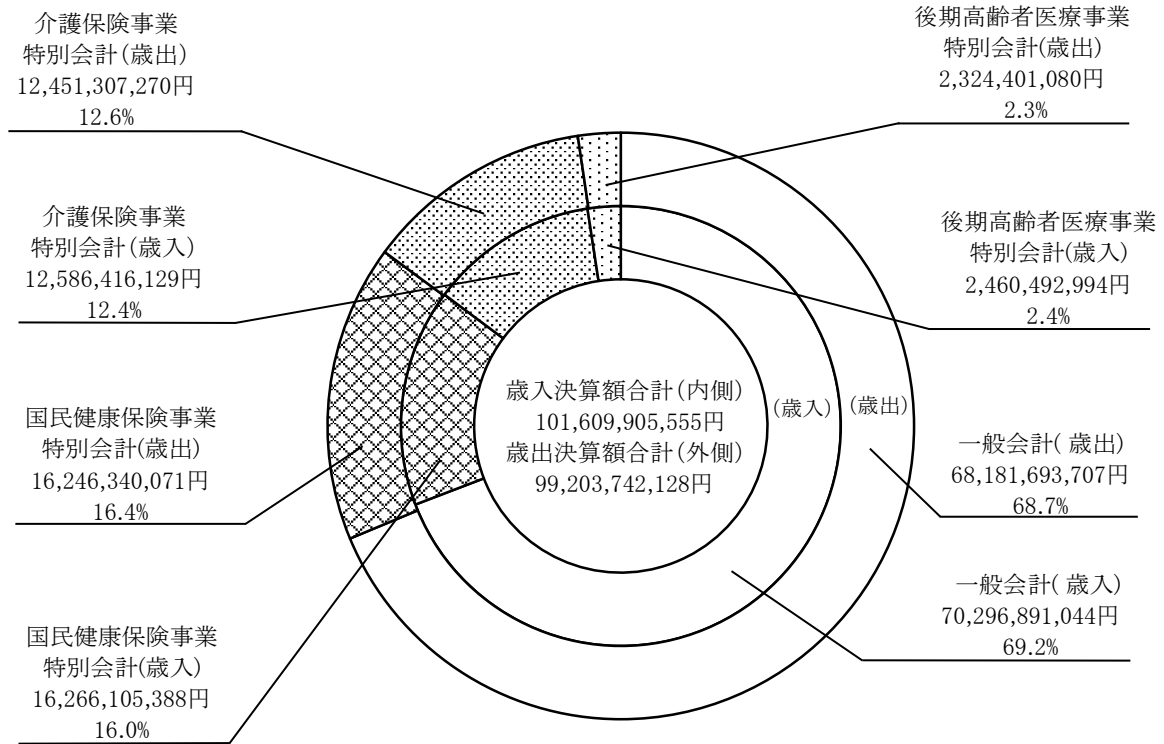 介護保険事業
特別会計(歳出)
12,451,307,270円
12.6%
後期高齢者医療事業
特別会計(歳出)
2,324,401,080円
2.3%
介護保険事業
特別会計(歳入)
12,586,416,129円
12.4%
後期高齢者医療事業
特別会計(歳入)
2,460,492,994円
2.4%
歳入決算額合計(内側)
101,609,905,555円
歳出決算額合計(外側)
99,203,742,128円
(歳入)
(歳出)
国民健康保険事業
特別会計(歳出)
16,246,340,071円
16.4%
一般会計( 歳出)
68,181,693,707円
68.7%
国民健康保険事業
特別会計(歳入)
16,266,105,388円
16.0%
一般会計( 歳入)
70,296,891,044円
69.2%